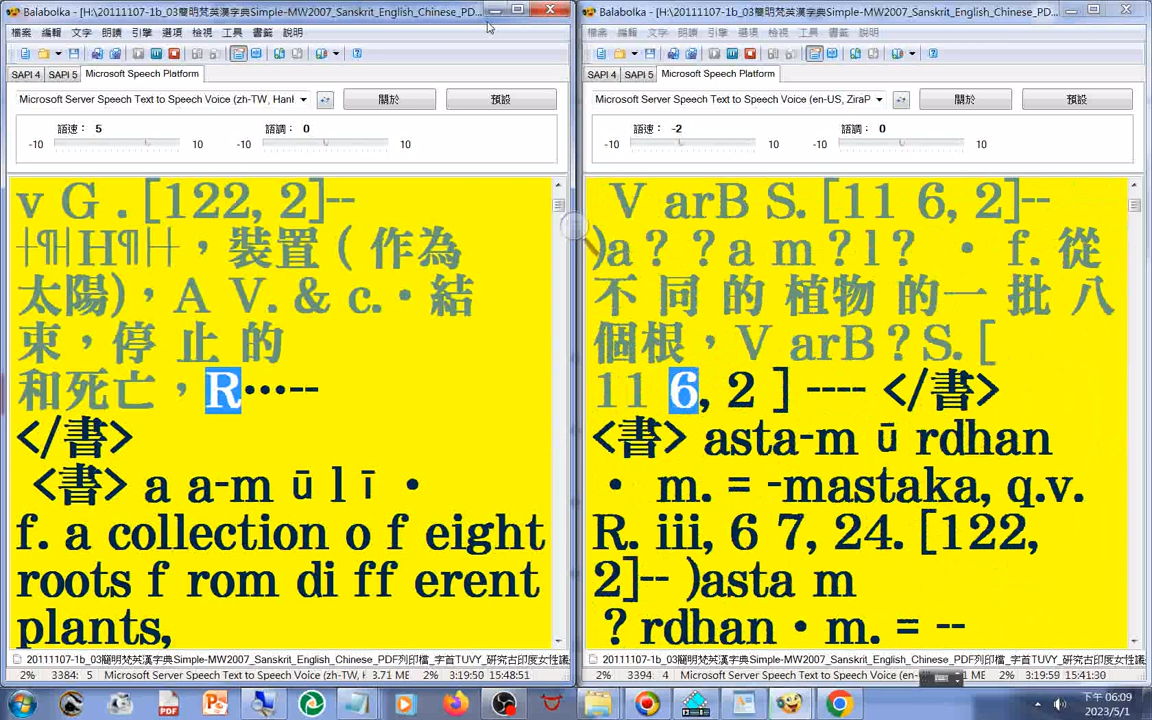 Balabolka - [H:\20111107-1b_03簡明梵英漢字典Simple-MW2007_Sanskrit_English_Chinese_PD...
檔案 編輯 文字 朗讀 引擎 選項 檢視 工具 書籤 說明
SAPI 4 SAPI 5 Microsoft Speech Platform
Microsoft Server Speech Text to Speech Voice (zh-TW, Hanl
關於 預設
語速： 5 語調： 0
-10 10 -10 10
v G . [122, 2]--
裝置 ( 作為
太陽)，A V. & c.·結
束，停 止 的
和死亡，R···--
</書>
<書> a a-m ū l ī ·
f. a collection o f eight
roots f rom di ff erent
plants,
20111107-1b_03簡明梵英漢字典Simple-MW2007_Sanskrit_English_Chinese_PDF列印檔_字首TUVY_研究古印度女性議
2% 3384: 5 Microsoft Server Speech Text to Speech Voice (zh-TW, H 3.71 ME 2% 3:19:50 15:48:51
Balabolka - [H:\20111107-1b_03簡明梵英漢字典Simple-MW2007_Sanskrit_English_Chinese_PD...
檔案 編輯 文字 朗讀 引擎 選項 檢視 工具 書籤 說明
SAPI 4 SAPI 5 Microsoft Speech Platform
Microsoft Server Speech Text to Speech Voice (en-US, ZiraP
關於 預設
語速： -2 語調： 0
-10 10 -10 10
V arB S. [11 6, 2]--
)a ? ? a m ? l ? · f. 從
不 同 的 植物 的一 批 八
個根，V arB ? S. [
11 6, 2 ] ---- </書>
<書> asta-m ū rdhan
· m. = -mastaka, q.v.
R. iii, 6 7, 24. [122,
2]-- )asta m
? rdhan · m. = --
20111107-1b_03簡明梵英漢字典Simple-MW2007_Sanskrit_English_Chinese_PDF列印檔_字首TUVY_研究古印度女性議
2% 3394: 4 Microsoft Server Speech Text to Speech Voice 2% 3:19:50 15:41:30
下午 06:09
2023/5/1